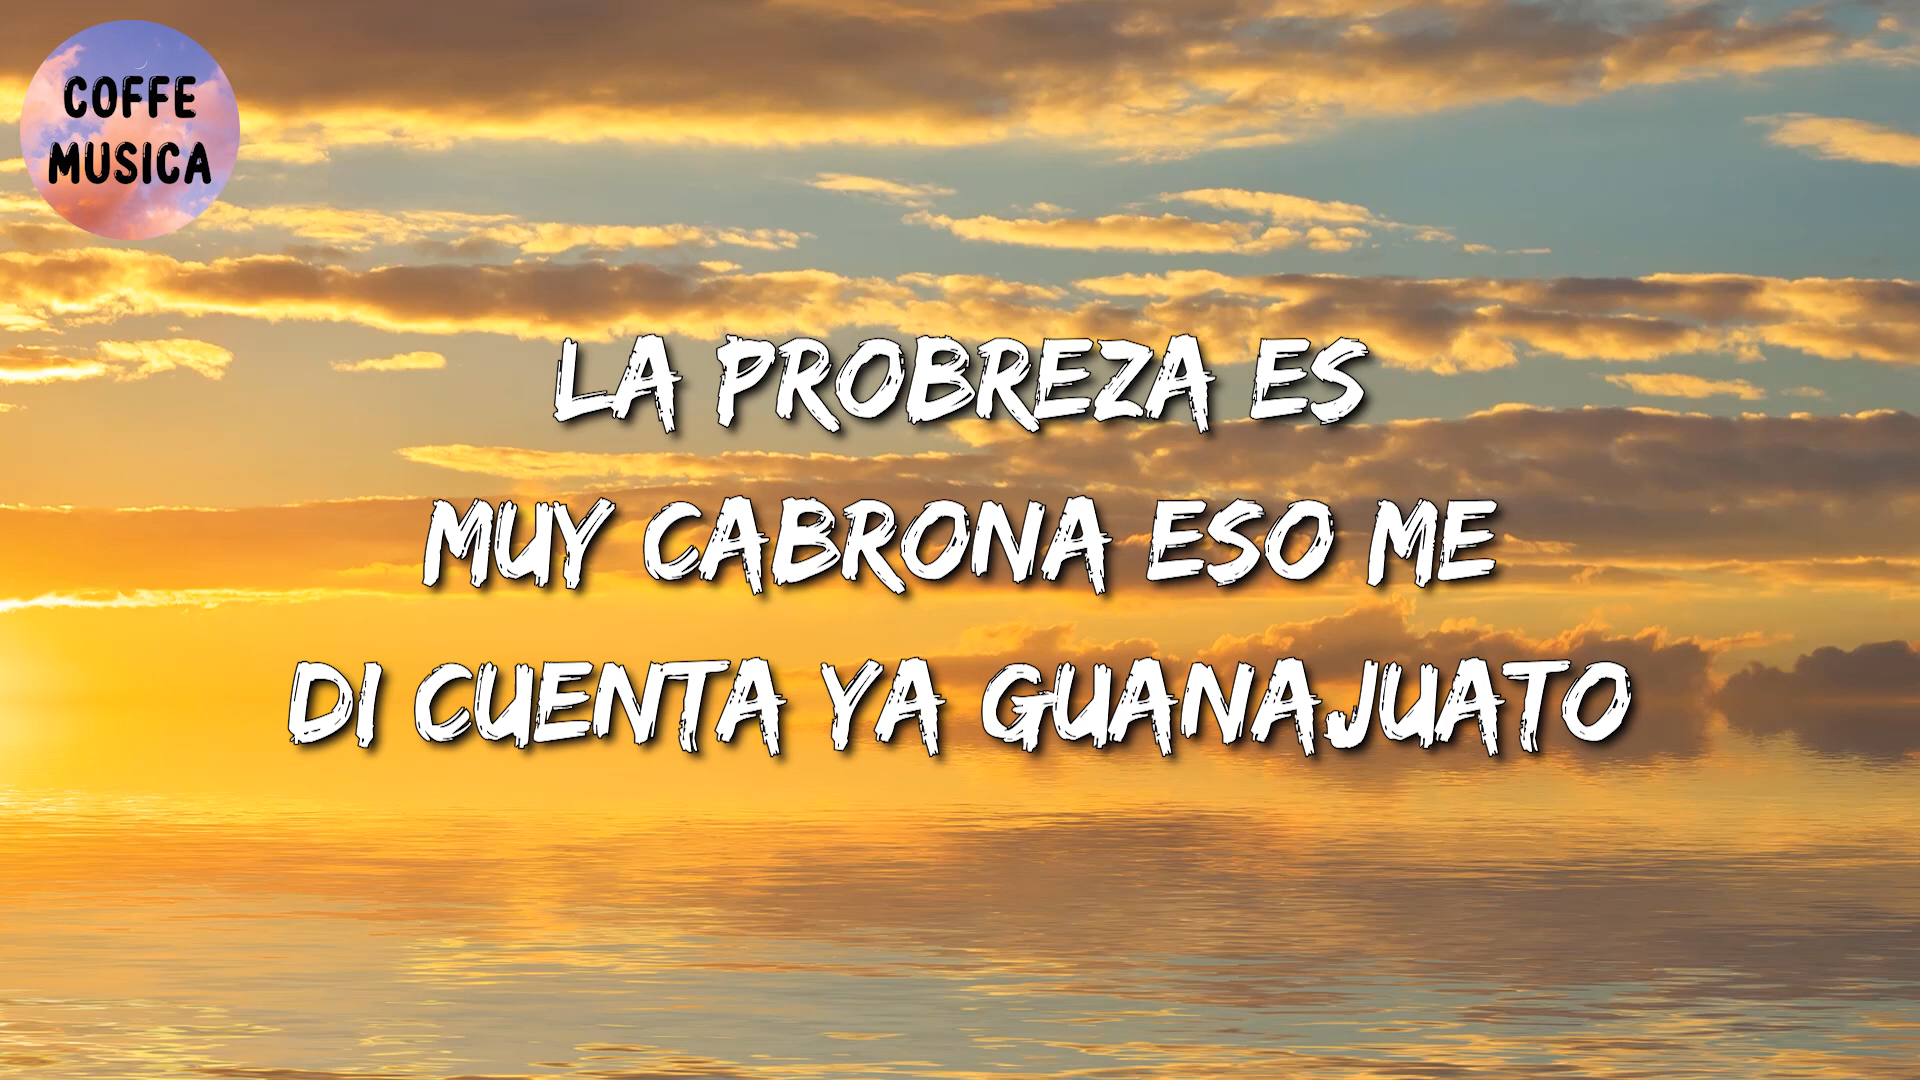 COFFE
MUSICA
LA PROBREZA ES
MUY CABRONA ESO ME
DI CUENTA YA GUANAJUATO